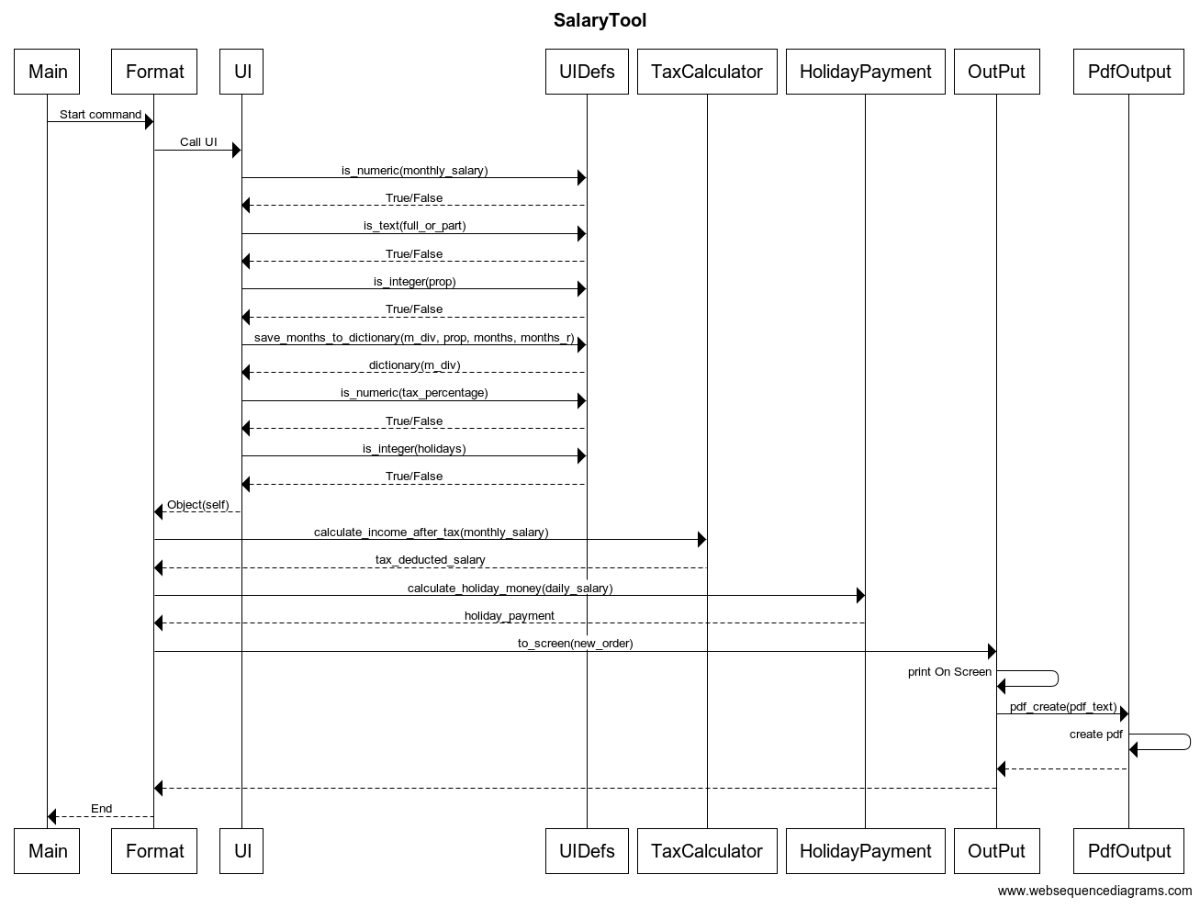 SalaryTool
Main Format UI UIDefs TaxCalculator HolidayPayment OutPut PdfOutput
Start command
Call UI
is_numeric(monthly_salary)
True/False
is_text(full_or_part)
True/False
is_integer(prop)
True/False
save_months_to_dictionary(m_div, prop, months, months_r)
dictionary(m_div)
is_numeric(tax_percentage)
True/False
is_integer(holidays)
True/False
Object(self)
calculate_income_after_tax(monthly_salary)
tax_deducted_salary
calculate_holiday_money(daily_salary)
holiday_payment
to_screen(new_order)
print On Screen
pdf_create(pdf_text)
create pdf
End
Main Format UI UIDefs TaxCalculator HolidayPayment OutPut PdfOutput
www.websequencediagrams.com